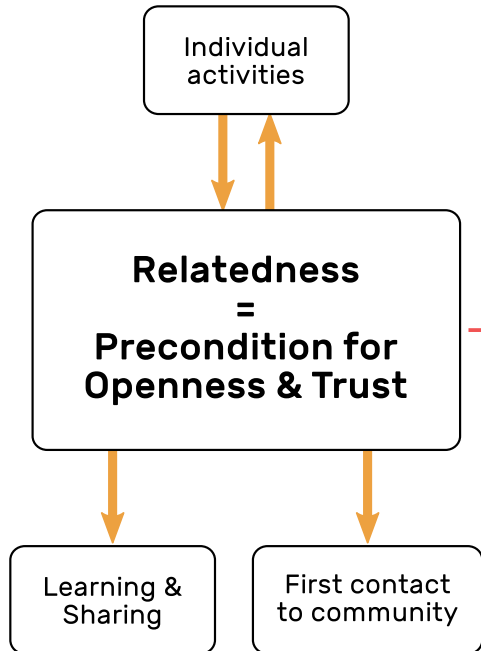 Individual
activities
Relatedness
=
Precondition for
Openness & Trust
Learning &
Sharing
First contact
to community